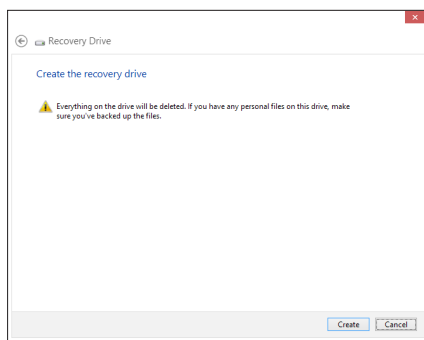 Recovery Drive
Create the recovery drive
Everything on the drive will be deleted. If you have any personal files on this drive, make
sure you've backed up the files.
Create Cancel